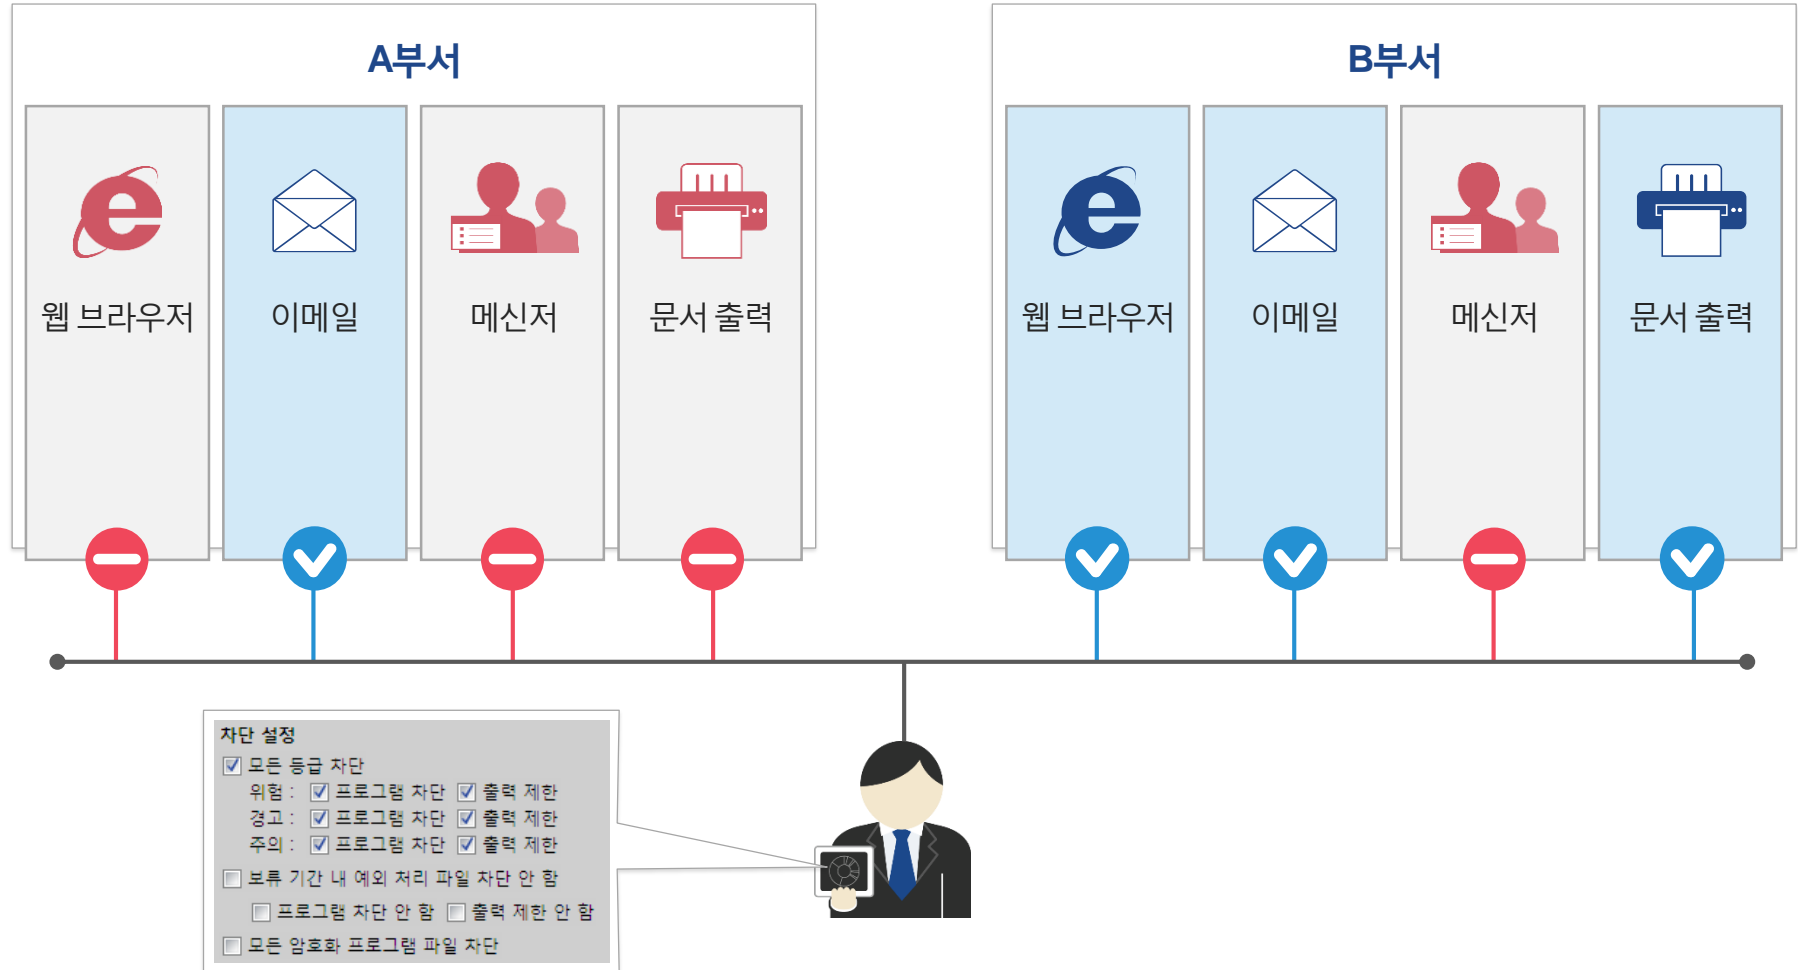 A부서
웹 브라우저
이메일
메신저
문서 출력
B부서
웹 브라우저
이메일
메신저
문서 출력
차단 설정
모든 등급 차단
위험 : 프로그램 차단 출력 제한
경고 : 프로그램 차단 출력 제한
주의 : 프로그램 차단 출력 제한
보류 기간 내 예외 처리 파일 차단 안 함
프로그램 차단 안 함 출력 제한 안 함
모든 암호화 프로그램 파일 차단